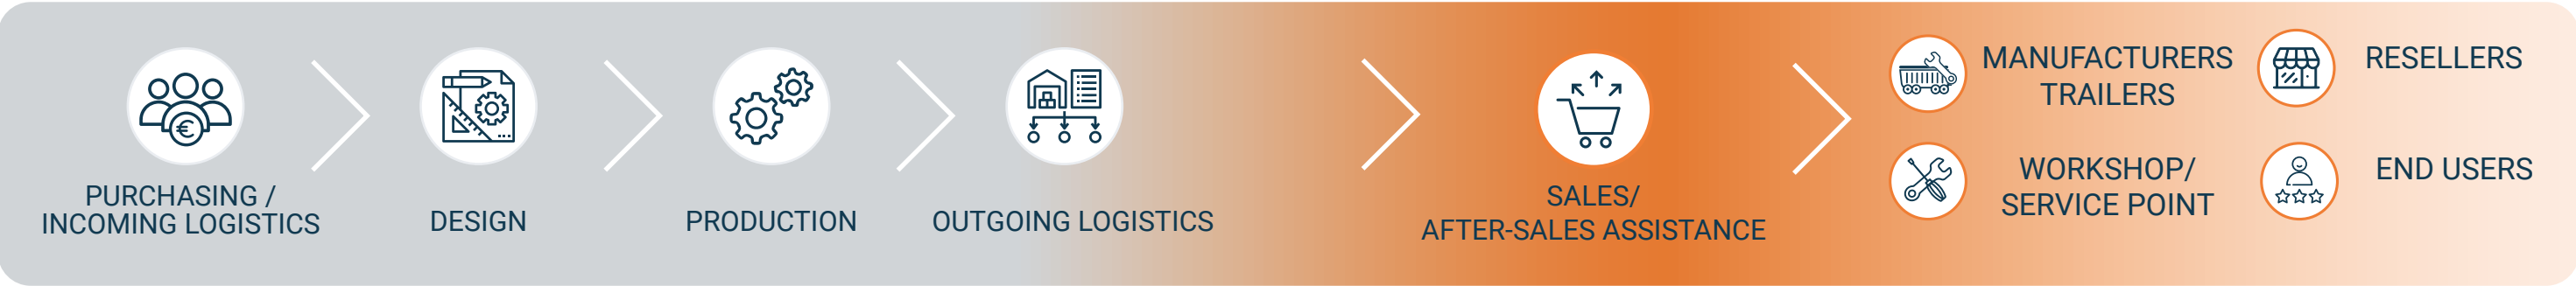 PURCHASING /
INCOMING LOGISTICS
DESIGN
PRODUCTION
OUTGOING LOGISTICS
SALES/
AFTER-SALES ASSISTANCE
MANUFACTURERS
TRAILERS
RESELLERS
WORKSHOP/
SERVICE POINT
END USERS